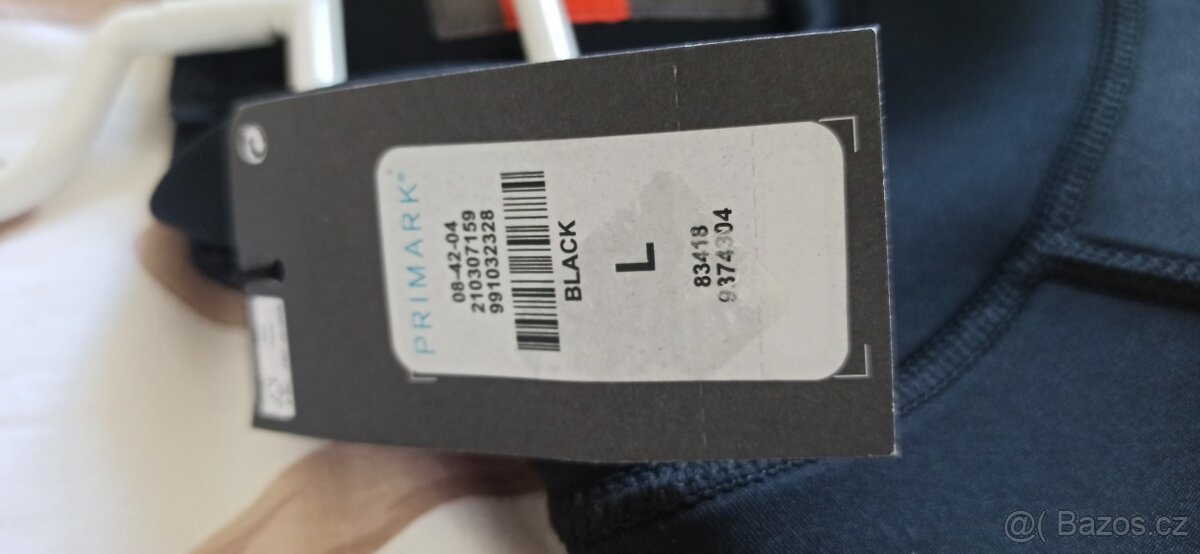 PRIMARK®
08-42-04
210307159
991032328
BLACK
L
83418
9374304
@( Bazos.cz